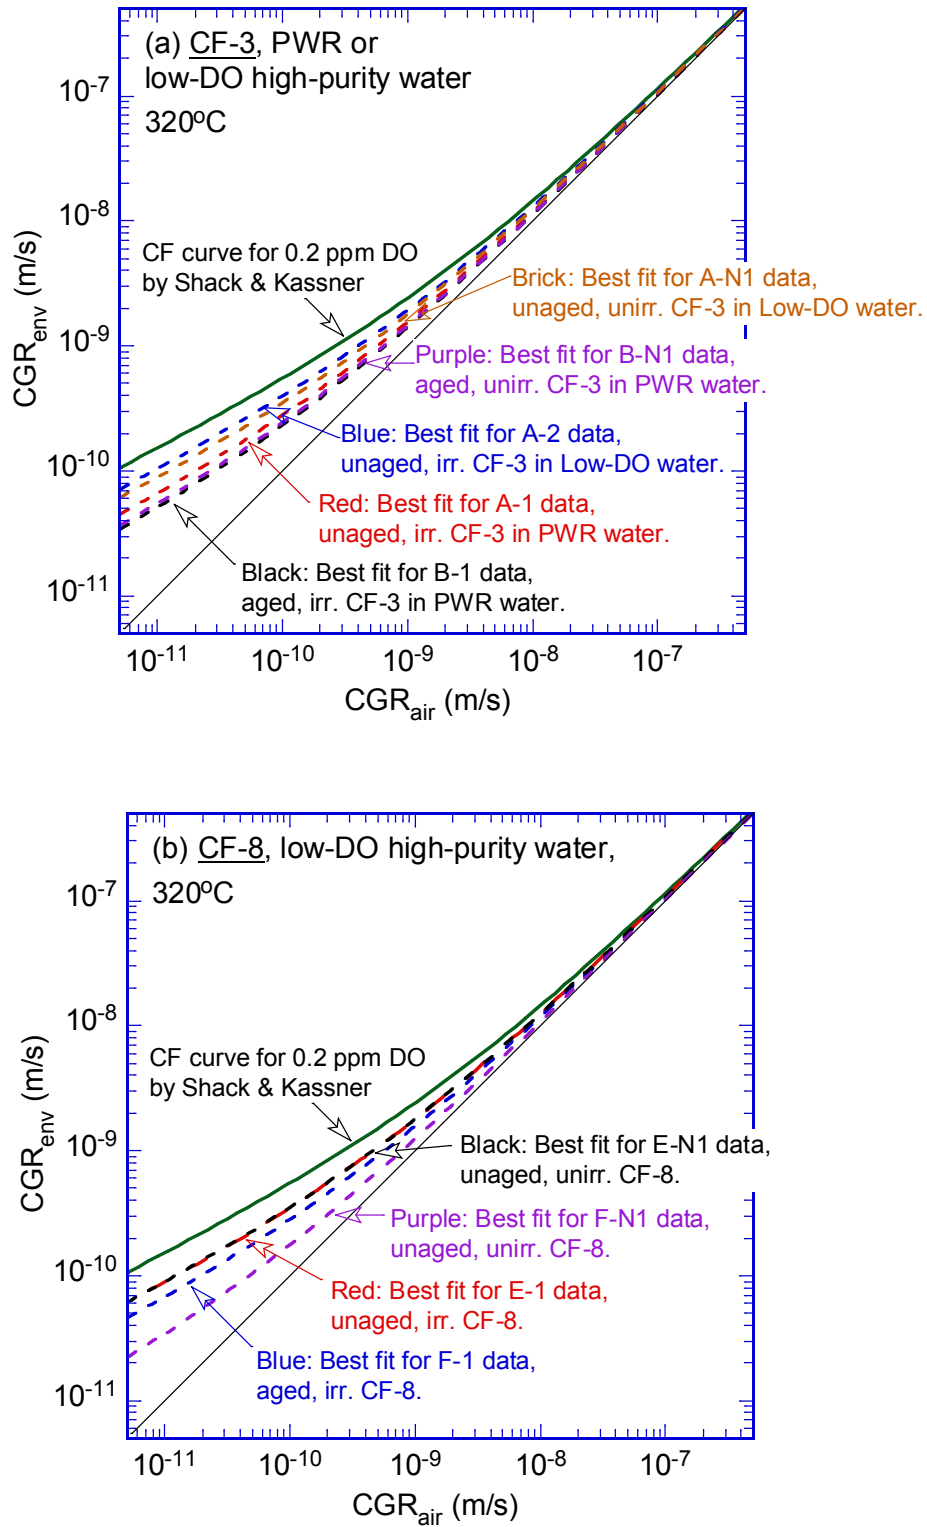 (a) CF-3, PWR or
low-DO high-purity water
320ºC
10-7
10-8
CF curve for 0.2 ppm DO
by Shack & Kassner
Brick: Best fit for A-N1 data,
unaged, unirr. CF-3 in Low-DO water.
10-9
Purple: Best fit for B-N1 data,
aged, unirr. CF-3 in PWR water.
CGRenv (m/s)
Blue: Best fit for A-2 data,
unaged, irr. CF-3 in Low-DO water.
10-10
Red: Best fit for A-1 data,
unaged, irr. CF-3 in PWR water.
Black: Best fit for B-1 data,
aged, irr. CF-3 in PWR water.
10-11
10-11 10-10 10-9 10-8 10-7
CGRair (m/s)
(b) CF-8, low-DO high-purity water,
320ºC
10-7
10-8
CF curve for 0.2 ppm DO
by Shack & Kassner
10-9
Black: Best fit for E-N1 data,
unaged, unirr. CF-8.
CGRenv (m/s)
Purple: Best fit for F-N1 data,
unaged, unirr. CF-8.
10-10
Red: Best fit for E-1 data,
unaged, irr. CF-8.
Blue: Best fit for F-1 data,
aged, irr. CF-8.
10-11
10-11 10-10 10-9 10-8 10-7
CGRair (m/s)